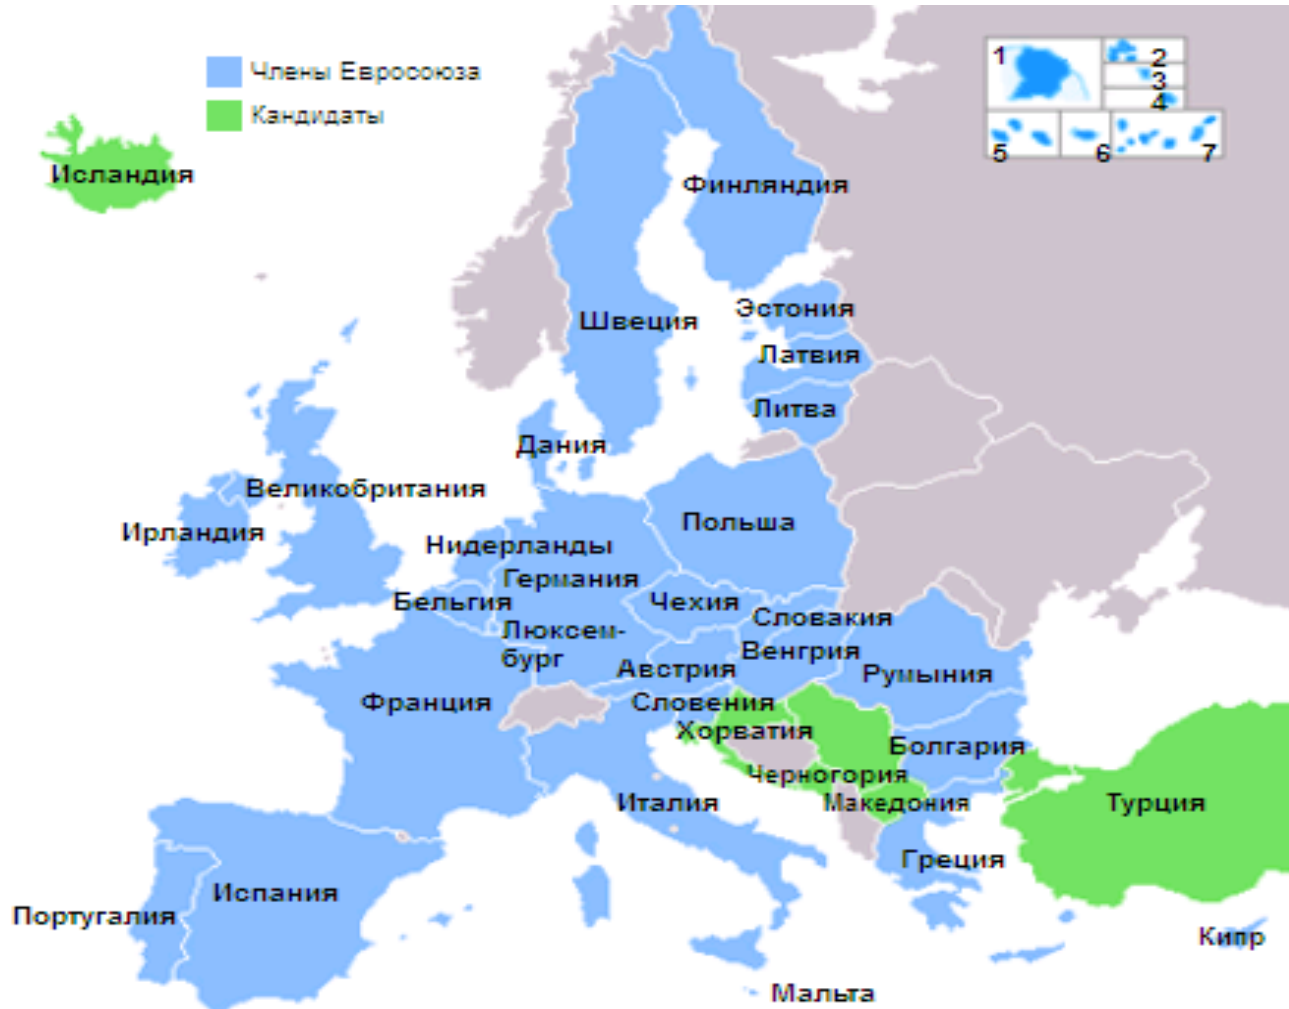 Члены Евросоюза
Кандидаты
1
2
3
4
5
6
7
Исландия
Финляндия
Эстония
Швеция
Латвия
Литва
Дания
Великобритания
Ирландия
Польша
Нидерланды
Германия
Бельгия
Чехия
Словакия
Люксем-
бург
Венгрия
Австрия
Румыния
Франция
Словения
Хорватия
Болгария
Черногория
Италия
Македония
Турция
Греция
Испания
Португалия
Кипр
Мальта